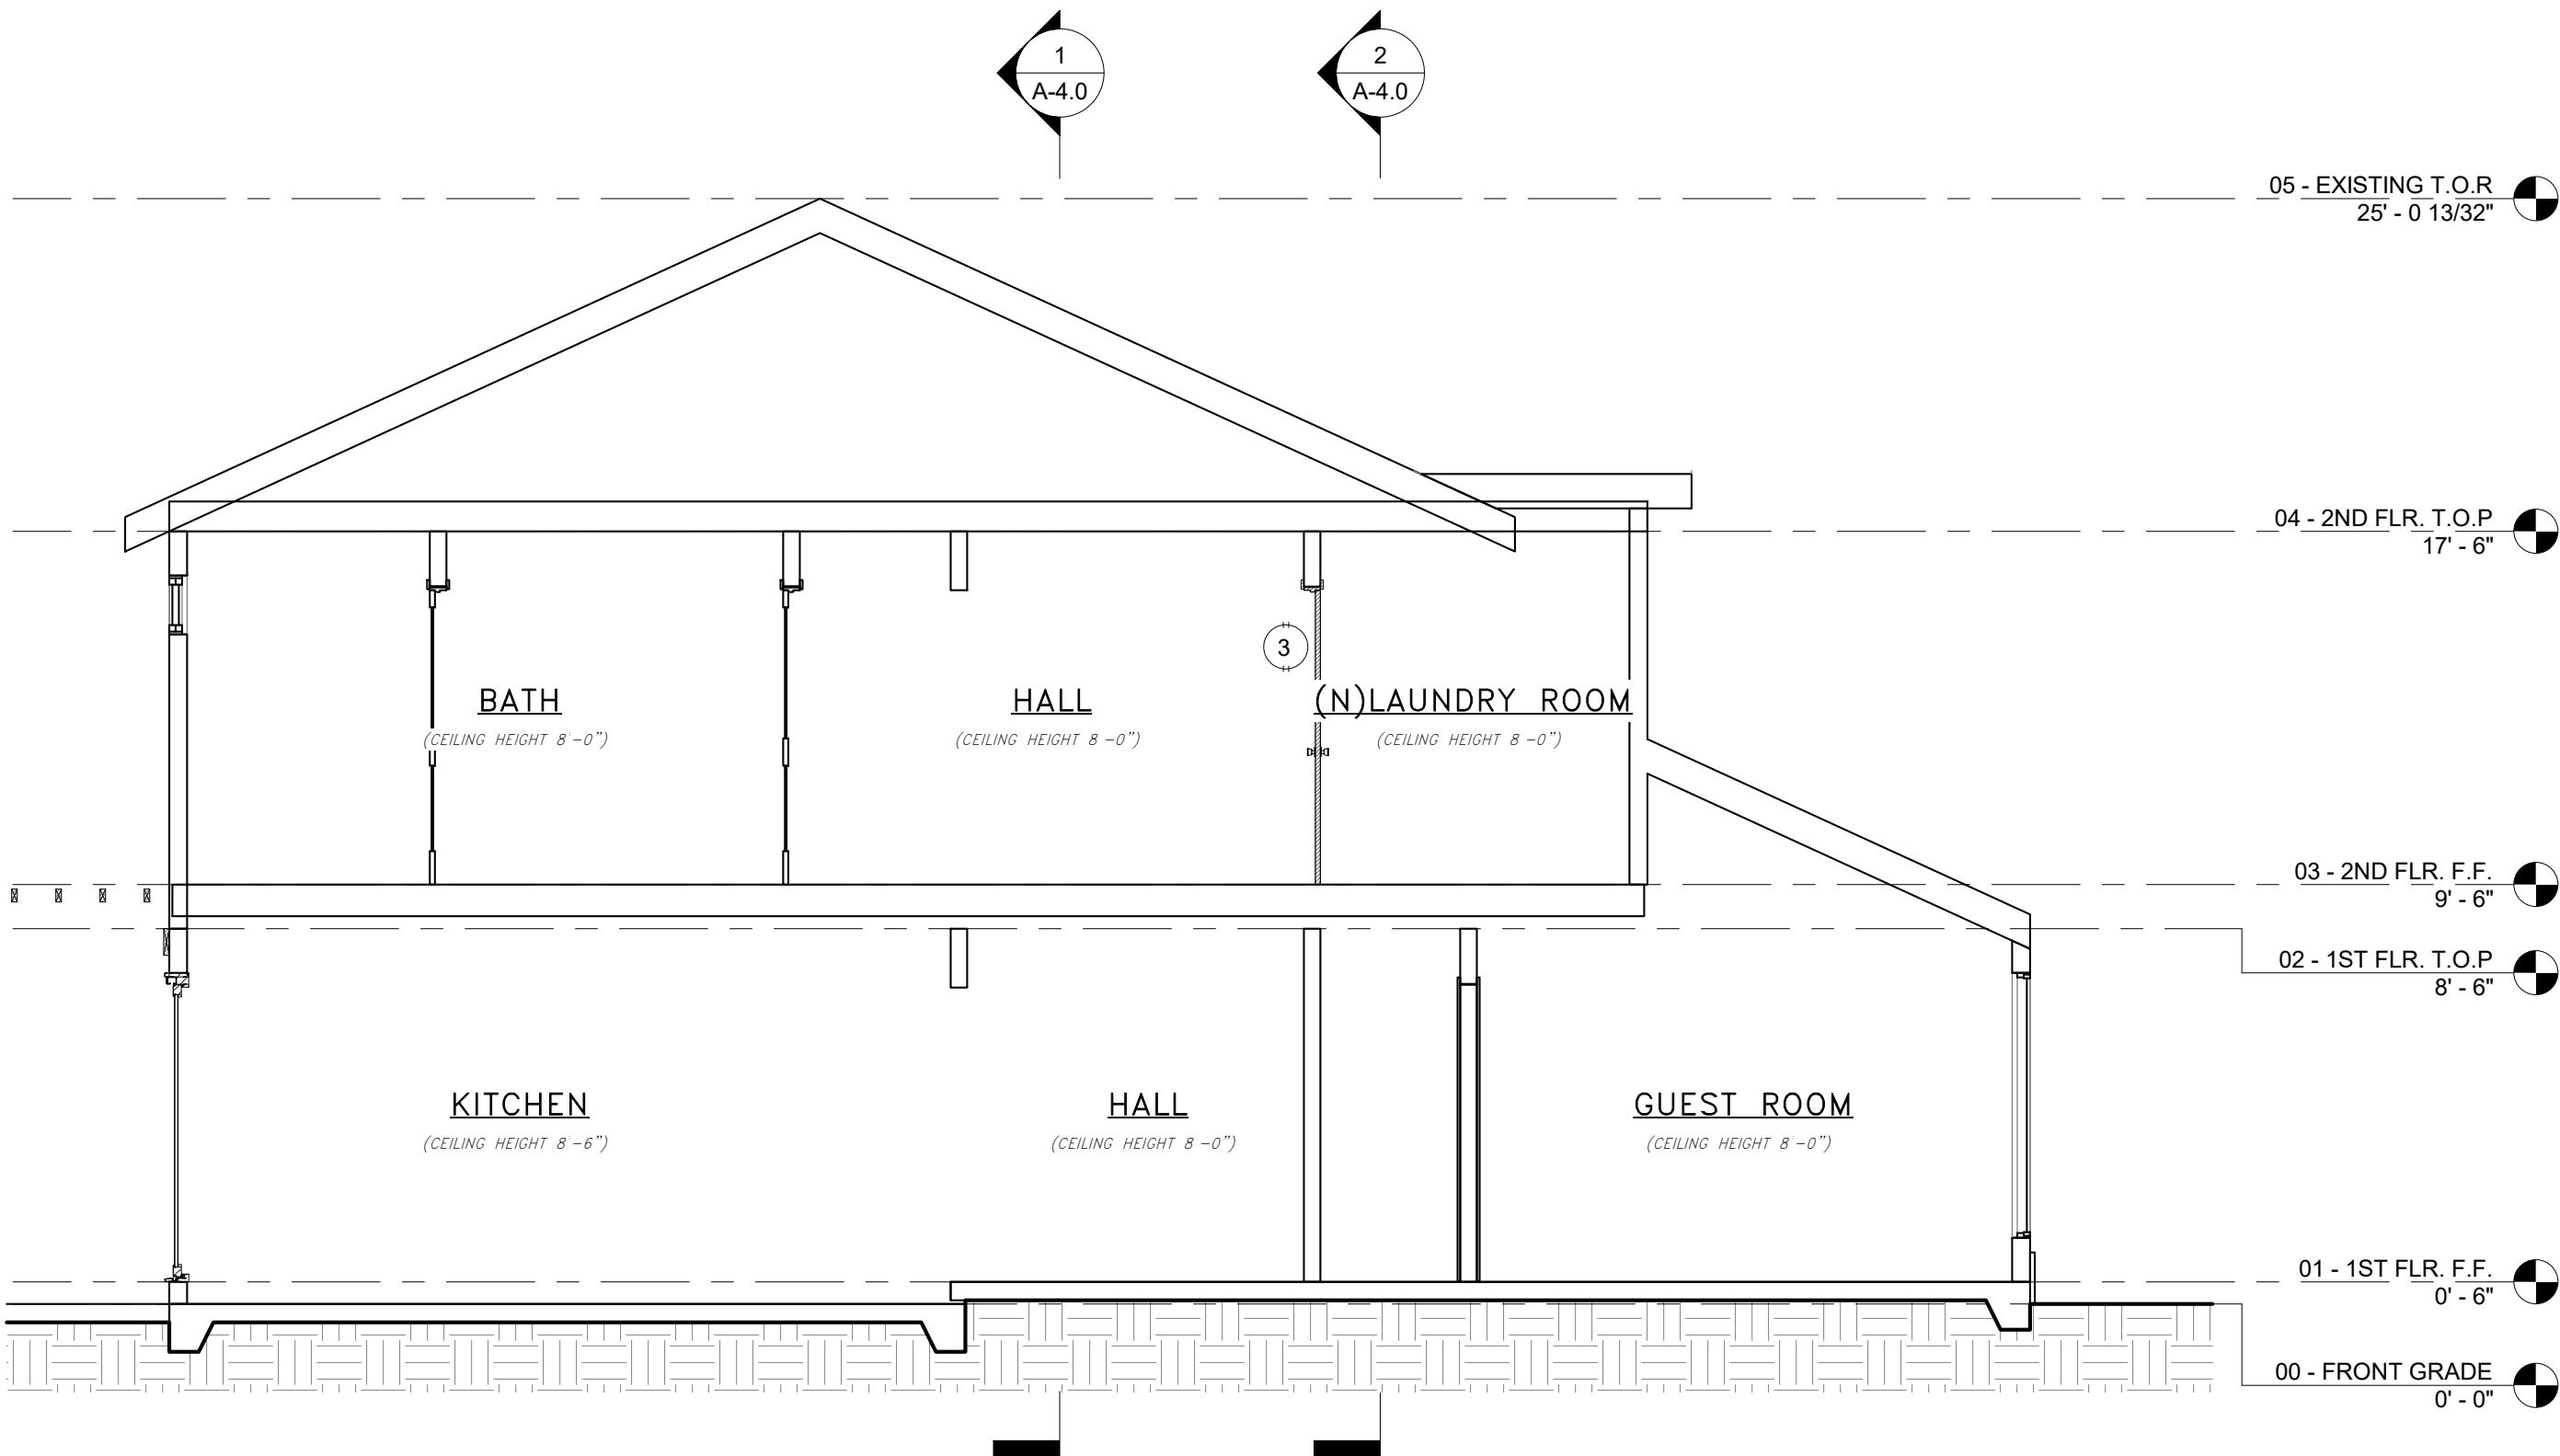 1
A-4.0
2
A-4.0
05 - EXISTING T.O.R
25' - 0 13/32"
04 - 2ND FLR. T.O.P
17' - 6"
3
BATH
(CEILING HEIGHT 8'-0")
HALL
(CEILING HEIGHT 8'-0")
(N)LAUNDRY ROOM
(CEILING HEIGHT 8'-0")
03 - 2ND FLR. F.F.
9' - 6"
02 - 1ST FLR. T.O.P
8' - 6"
KITCHEN
(CEILING HEIGHT 8'-6")
HALL
(CEILING HEIGHT 8'-0")
GUEST ROOM
(CEILING HEIGHT 8'-0")
01 - 1ST FLR. F.F.
0' - 6"
00 - FRONT GRADE
0' - 0"